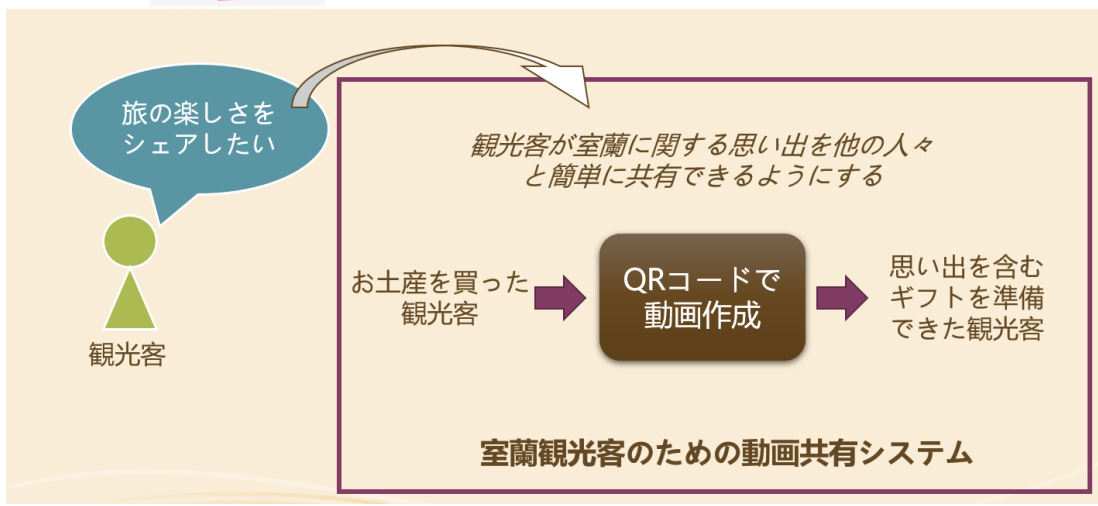 旅の楽しさを
シェアしたい
観光客
観光客が室蘭に関する思い出を他の人々
と簡単に共有できるようにする
お土産を買った
観光客
QRコードで
動画作成
思い出を含む
ギフトを準備
できた観光客
室蘭観光客のための動画共有システム